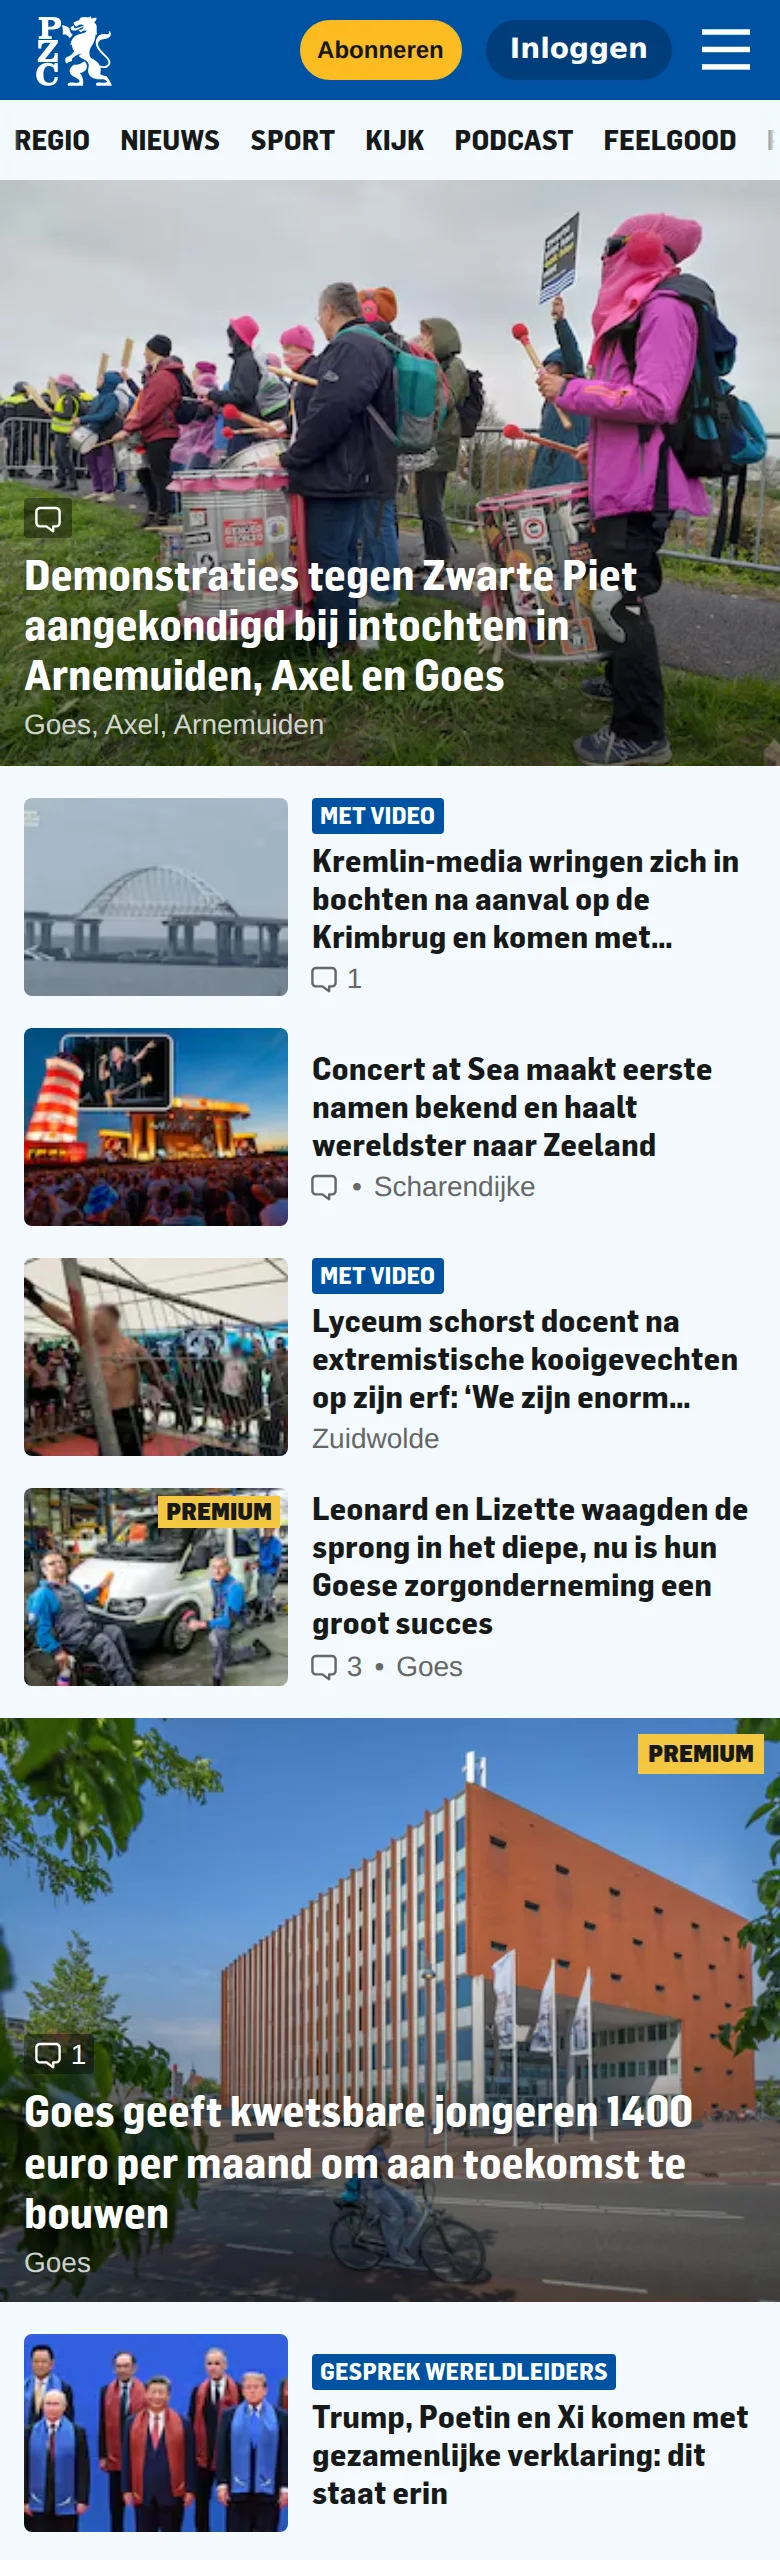 PZC
Abonneren
Inloggen
REGIO NIEUWS SPORT KIJK PODCAST FEELGOOD
Demonstraties tegen Zwarte Piet
aangekondigd bij intochten in
Arnemuiden, Axel en Goes
Goes, Axel, Arnemuiden
MET VIDEO
Kremlin-media wringen zich in
bochten na aanval op de
Krimbrug en komen met...
1
Concert at Sea maakt eerste
namen bekend en haalt
wereldster naar Zeeland
• Scharendijke
MET VIDEO
Lyceum schorst docent na
extremistische kooigevechten
op zijn erf: ‘We zijn enorm...
Zuidwolde
PREMIUM
Leonard en Lizette waagden de
sprong in het diepe, nu is hun
Goese zorgonderneming een
groot succes
3 • Goes
PREMIUM
1
Goes geeft kwetsbare jongeren 1400
euro per maand om aan toekomst te
bouwen
Goes
GESPREK WERELDLEIDERS
Trump, Poetin en Xi komen met
gezamenlijke verklaring: dit
staat erin